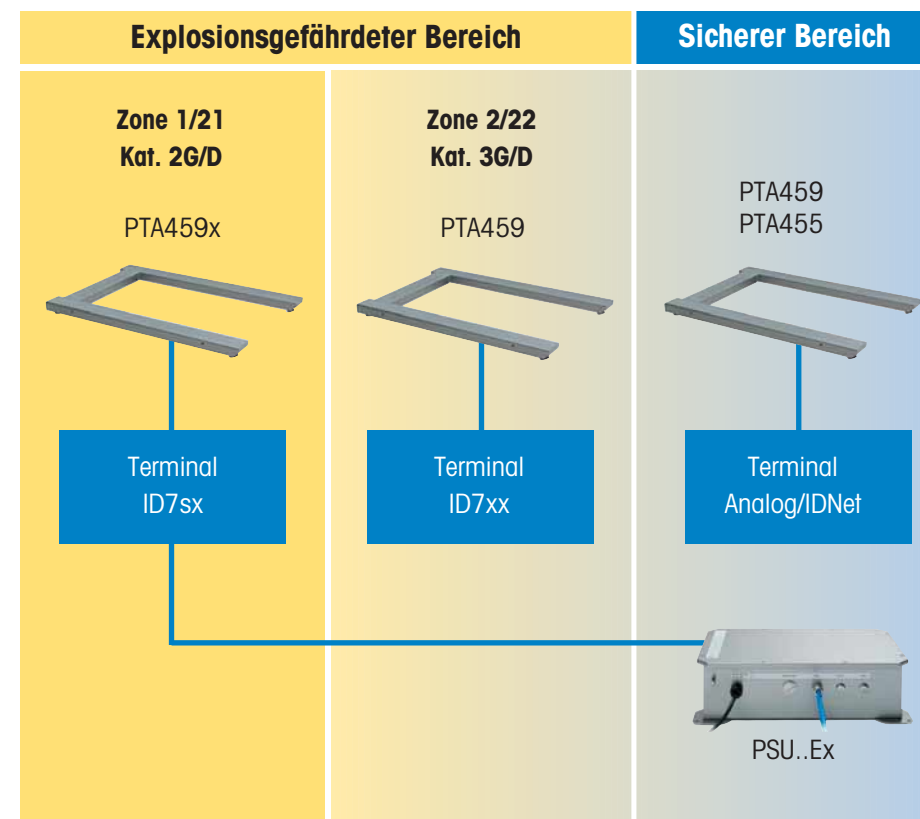 Explosionsgefährdeter Bereich
Sicherer Bereich
Zone 1/21
Kat. 2G/D
PTA459x
Terminal
ID7sx
Zone 2/22
Kat. 3G/D
PTA459
Terminal
ID7xx
PTA459
PTA455
Terminal
Analog/IDNet
PSU..Ex